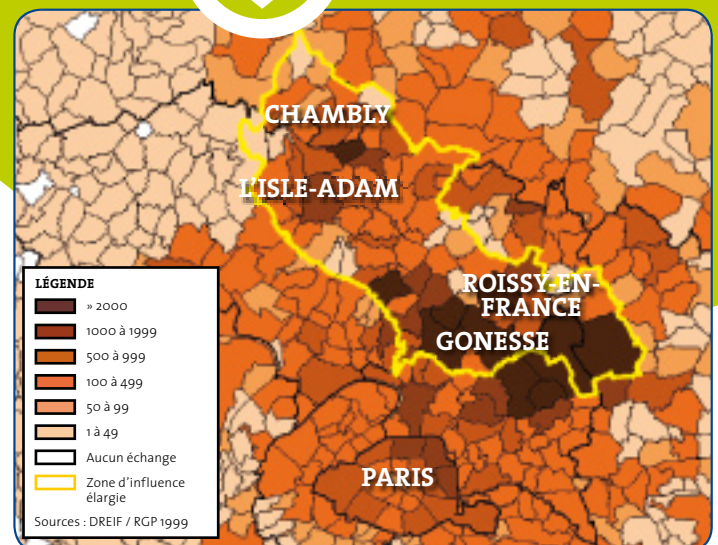 CHAMBLY
L'ISLE-ADAM
ROISSY-EN-
FRANCE
GONESSE
PARIS
LÉGENDE
> 2000
1000 à 1999
500 à 999
100 à 499
50 à 99
1 à 49
Aucun échange
Zone d'influence
élargie
Sources : DREIF / RGP 1999